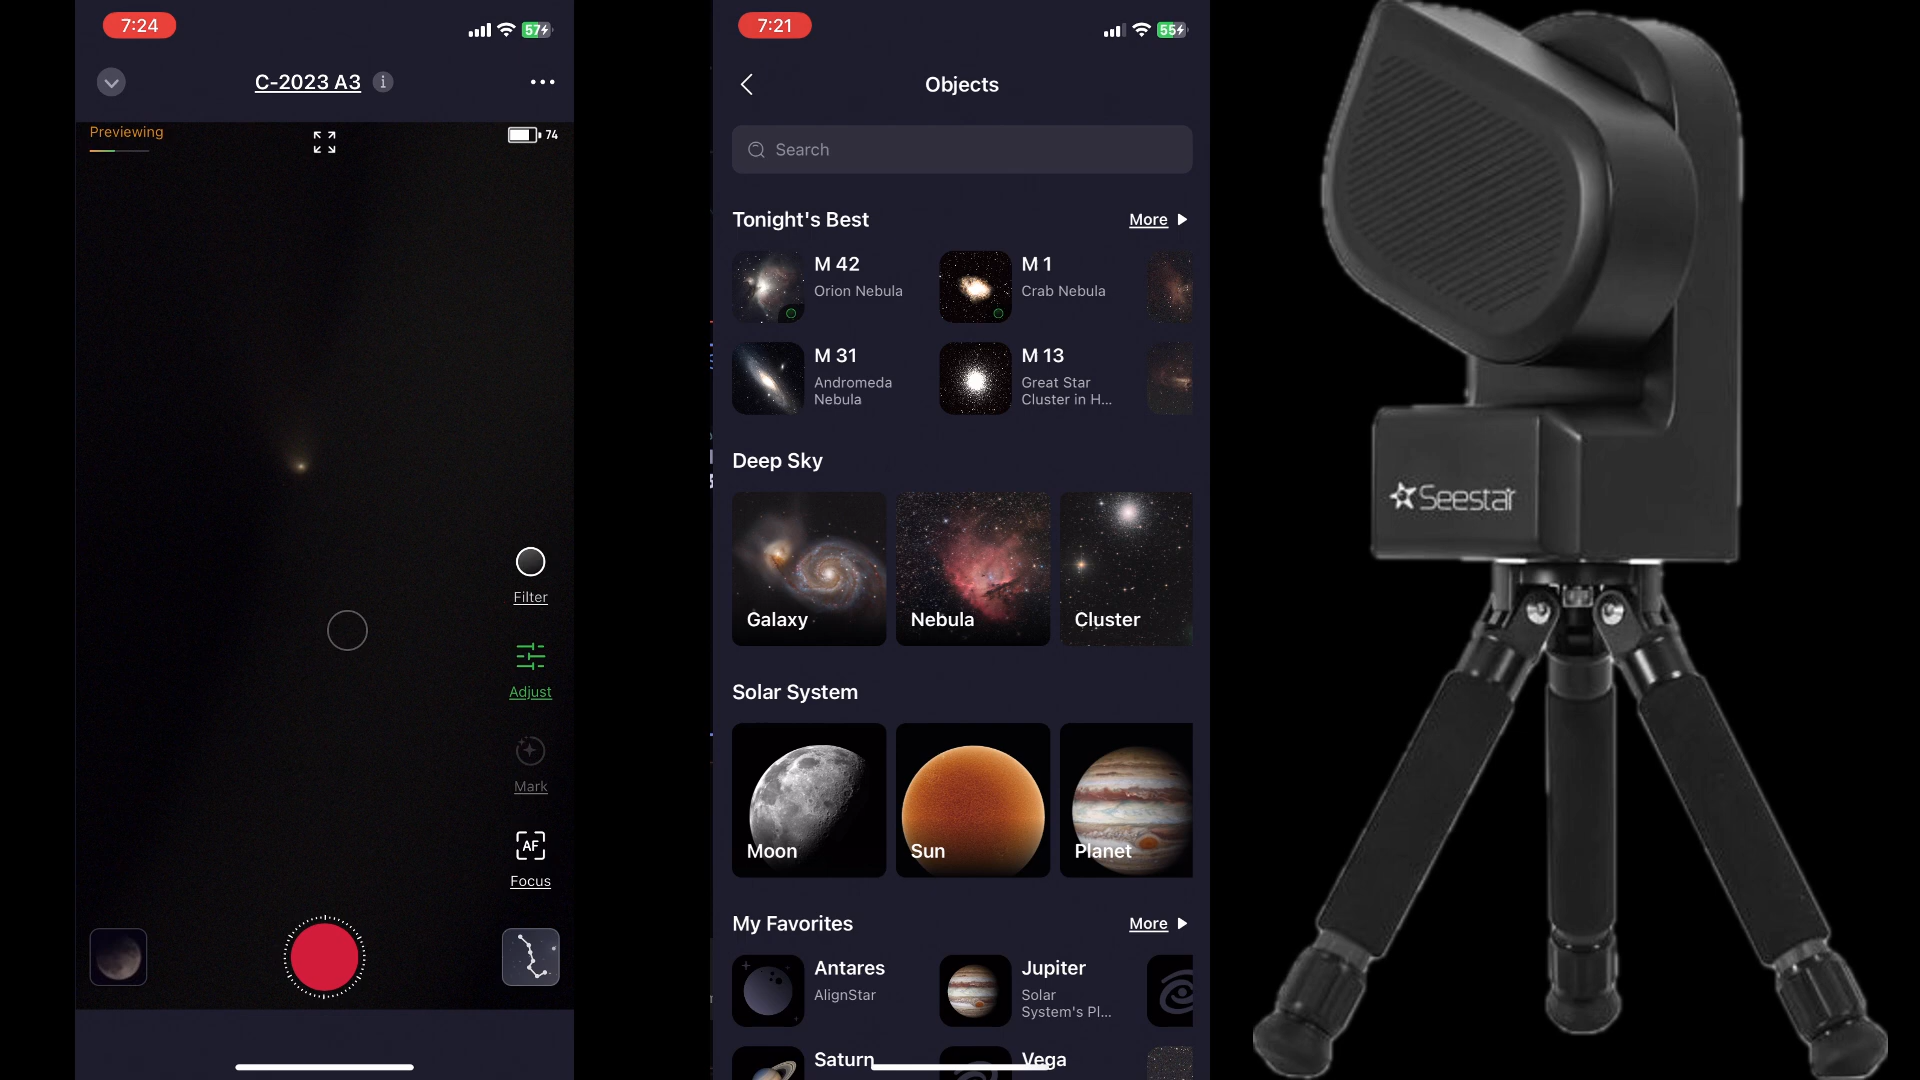 7:24
57
C-2023 A3
Previewing
74
Filter
Adjust
Mark
AF
Focus
7:21
55
Objects
Search
Tonight's Best
More
M 42
Orion Nebula
M 1
Crab Nebula
M 31
Andromeda
Nebula
M 13
Great Star
Cluster in H...
Deep Sky
Galaxy
Nebula
Cluster
Solar System
Moon
Sun
Planet
My Favorites
More
Antares
AlignStar
Jupiter
Solar
System's Pl...
Saturn
Vega
Seestar